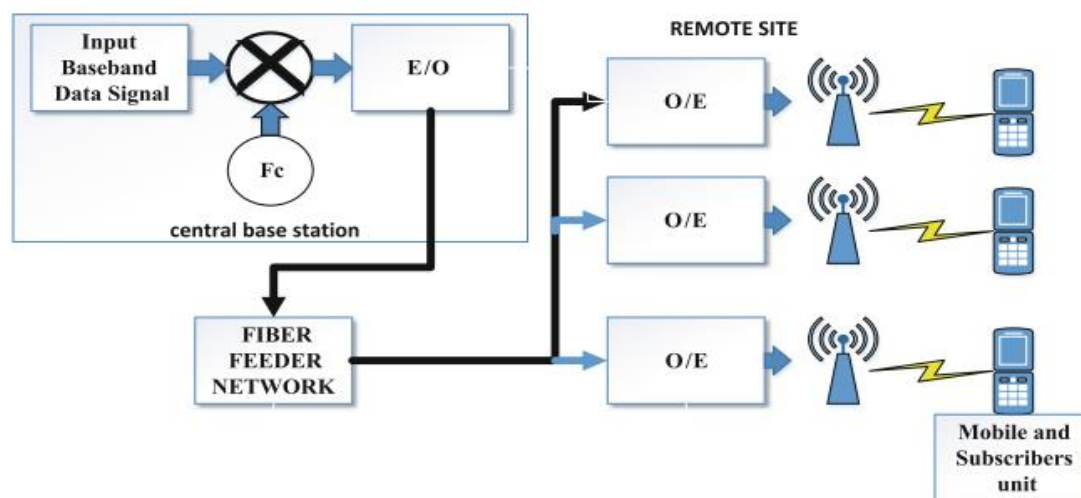 Input
Baseband
Data Signal
E/O
Fc
central base station
FIBER
FEEDER
NETWORK
REMOTE SITE
O/E
O/E
O/E
Mobile and
Subscribers
unit